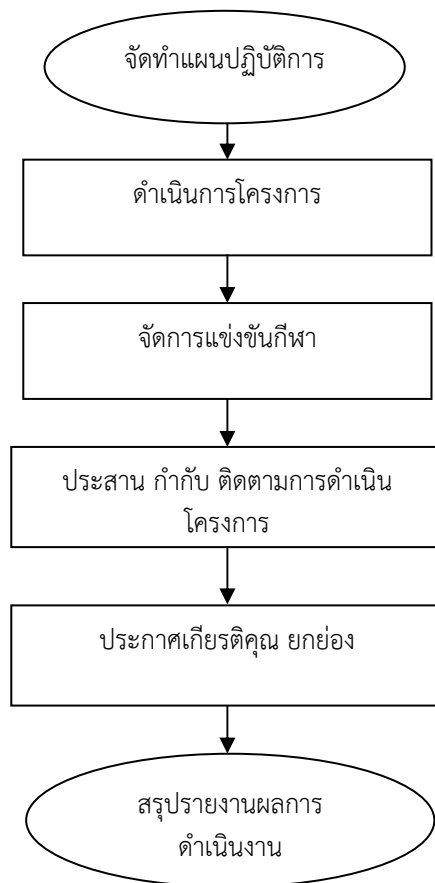 จัดทำแผนปฏิบัติการ
ดำเนินการโครงการ
จัดการแข่งขันกีฬา
ประสาน กำกับ ติดตามการดำเนิน
โครงการ
ประกาศเกียรติคุณ ยกย่อง
สรุปรายงานผลการ
ดำเนินงาน